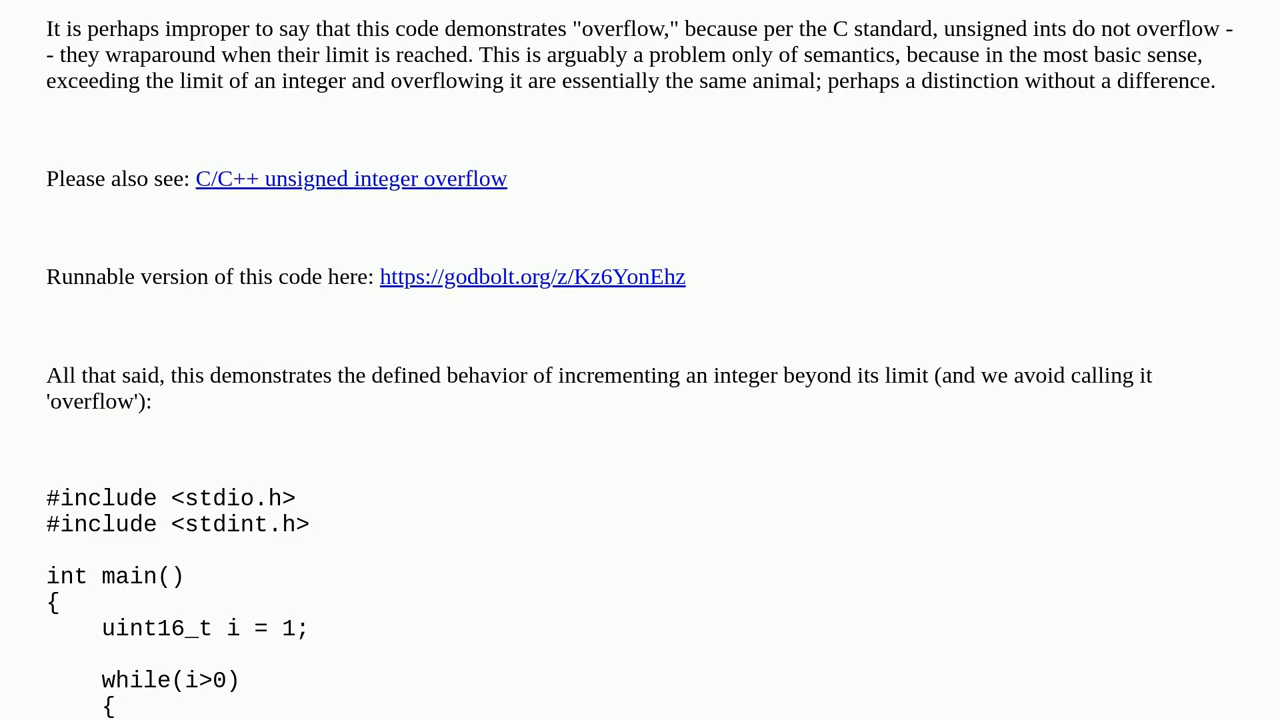 It is perhaps improper to say that this code demonstrates "overflow," because per the C standard, unsigned ints do not overflow -
- they wraparound when their limit is reached. This is arguably a problem only of semantics, because in the most basic sense,
exceeding the limit of an integer and overflowing it are essentially the same animal; perhaps a distinction without a difference.
Please also see: C/C++ unsigned integer overflow
Runnable version of this code here: https://godbolt.org/z/Kz6YonEhz
All that said, this demonstrates the defined behavior of incrementing an integer beyond its limit (and we avoid calling it
'overflow'):
#include <stdio.h>
#include <stdint.h>
int main()
{
    uint16_t i = 1;
    while(i>0)
    {